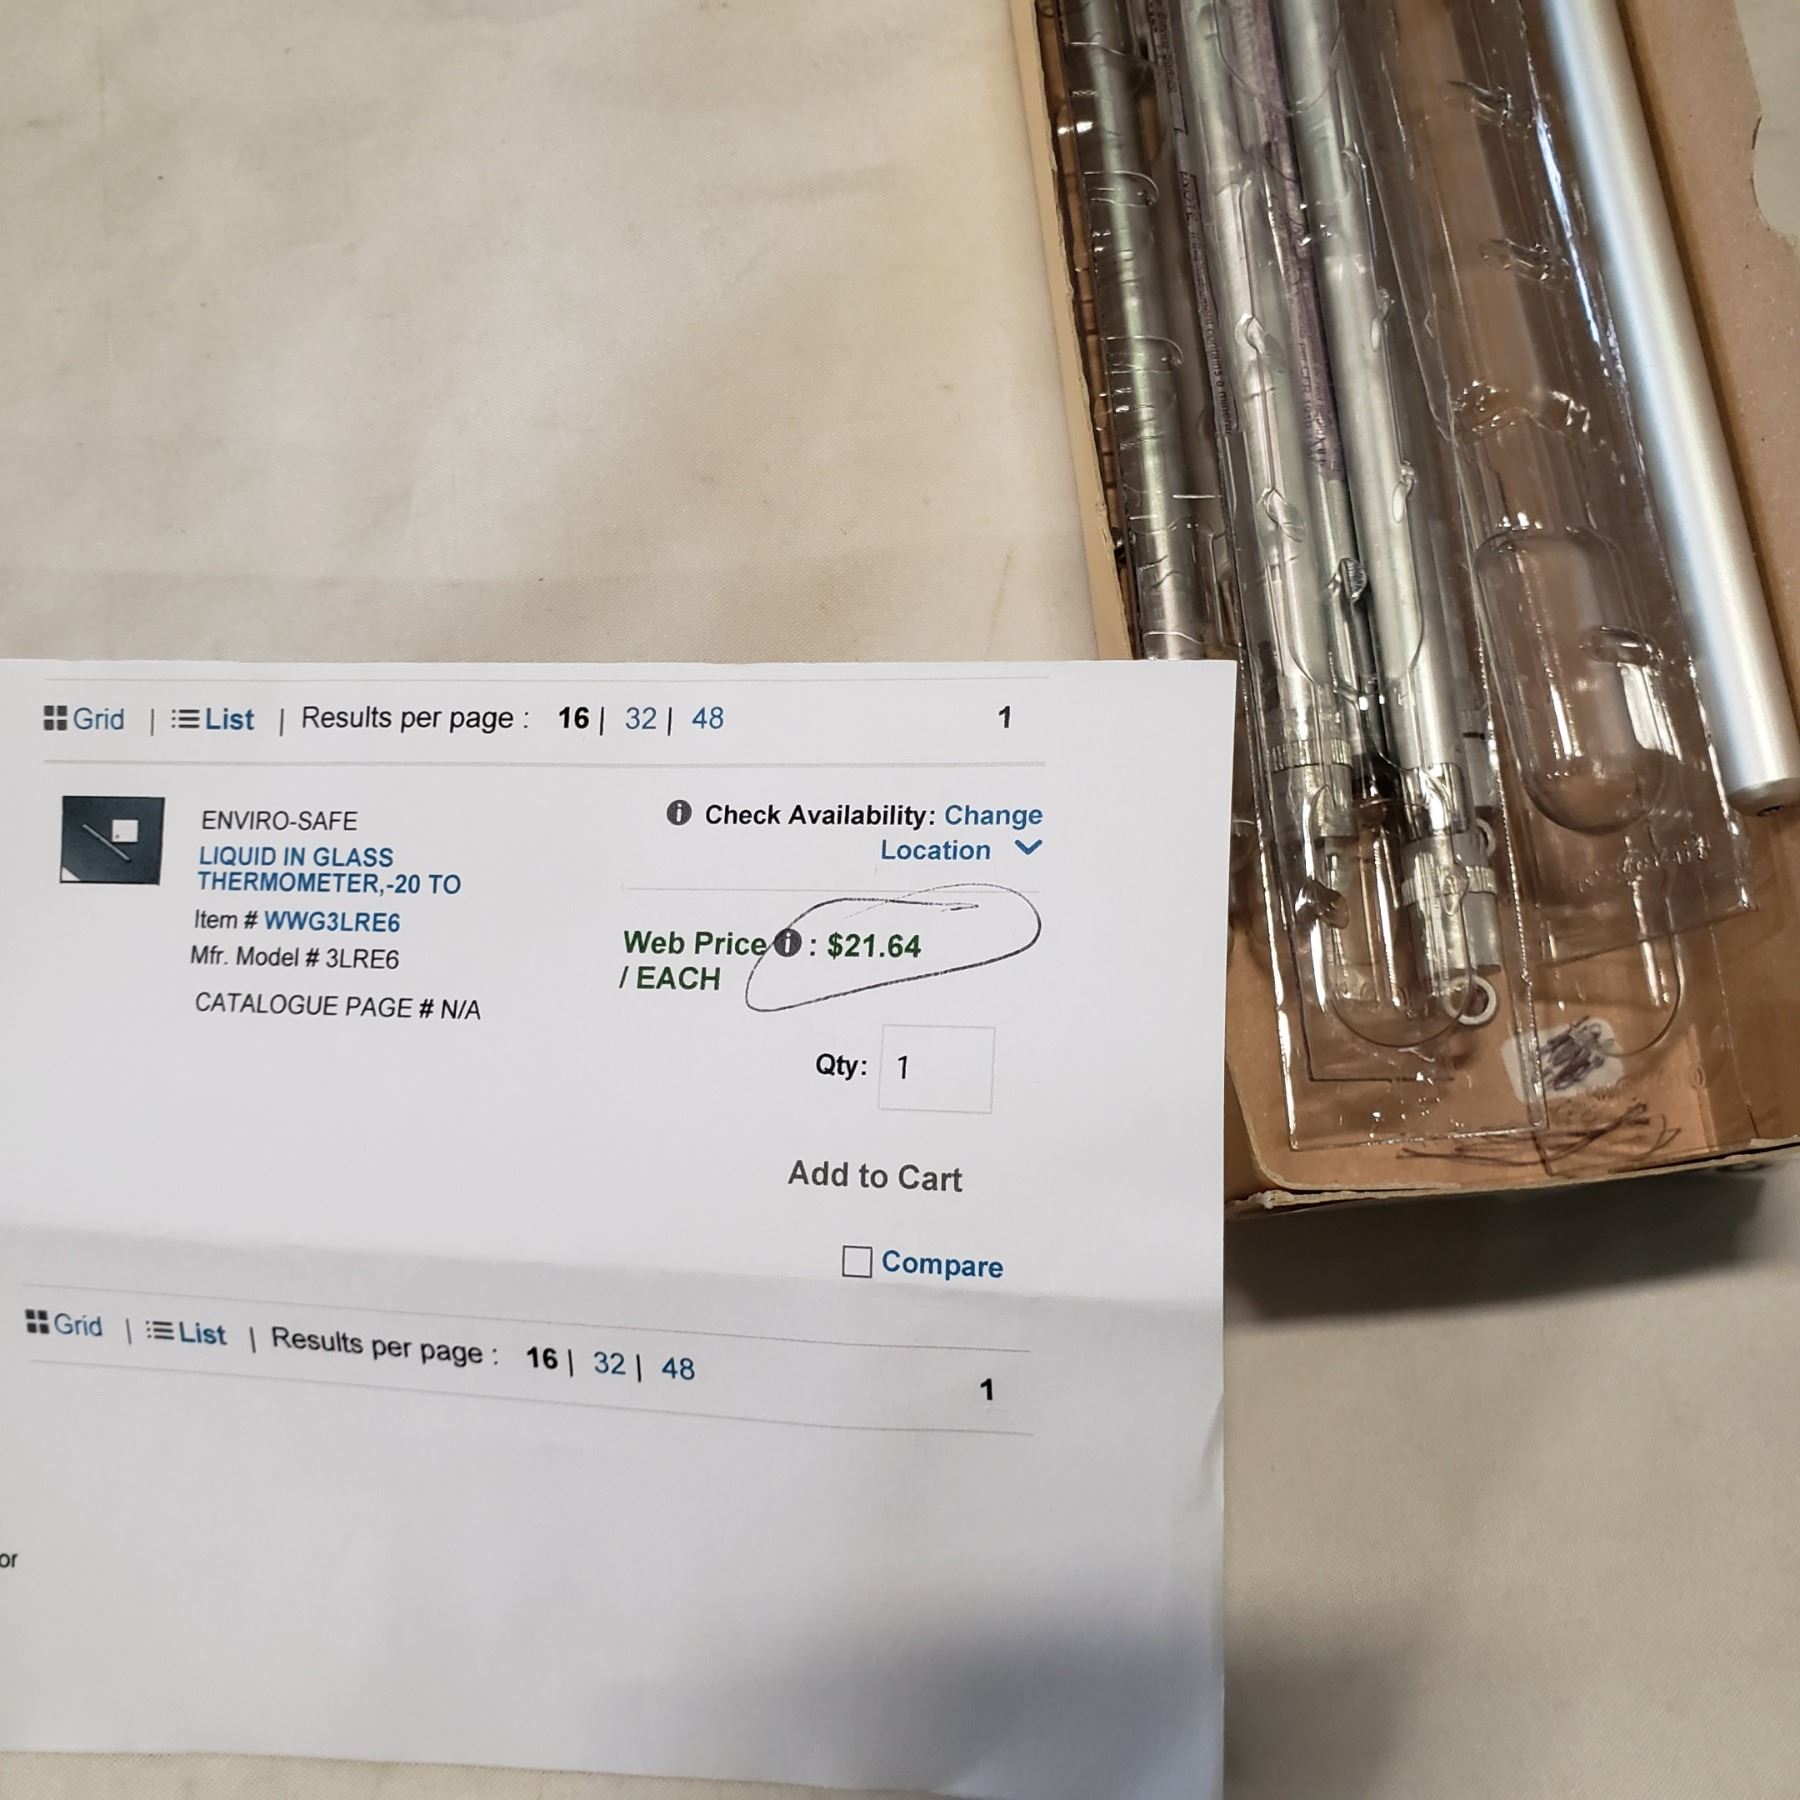 Grid | List | Results per page : 16 | 32 | 48 1
ENVIRO-SAFE
LIQUID IN GLASS
THERMOMETER,-20 TO
Item # WWG3LRE6
Mfr. Model # 3LRE6
CATALOGUE PAGE # N/A
Check Availability: Change
Location
Web Price : $21.64
/ EACH
Qty: 1
Add to Cart
Compare
Grid | List | Results per page : 16 | 32 | 48
1
or